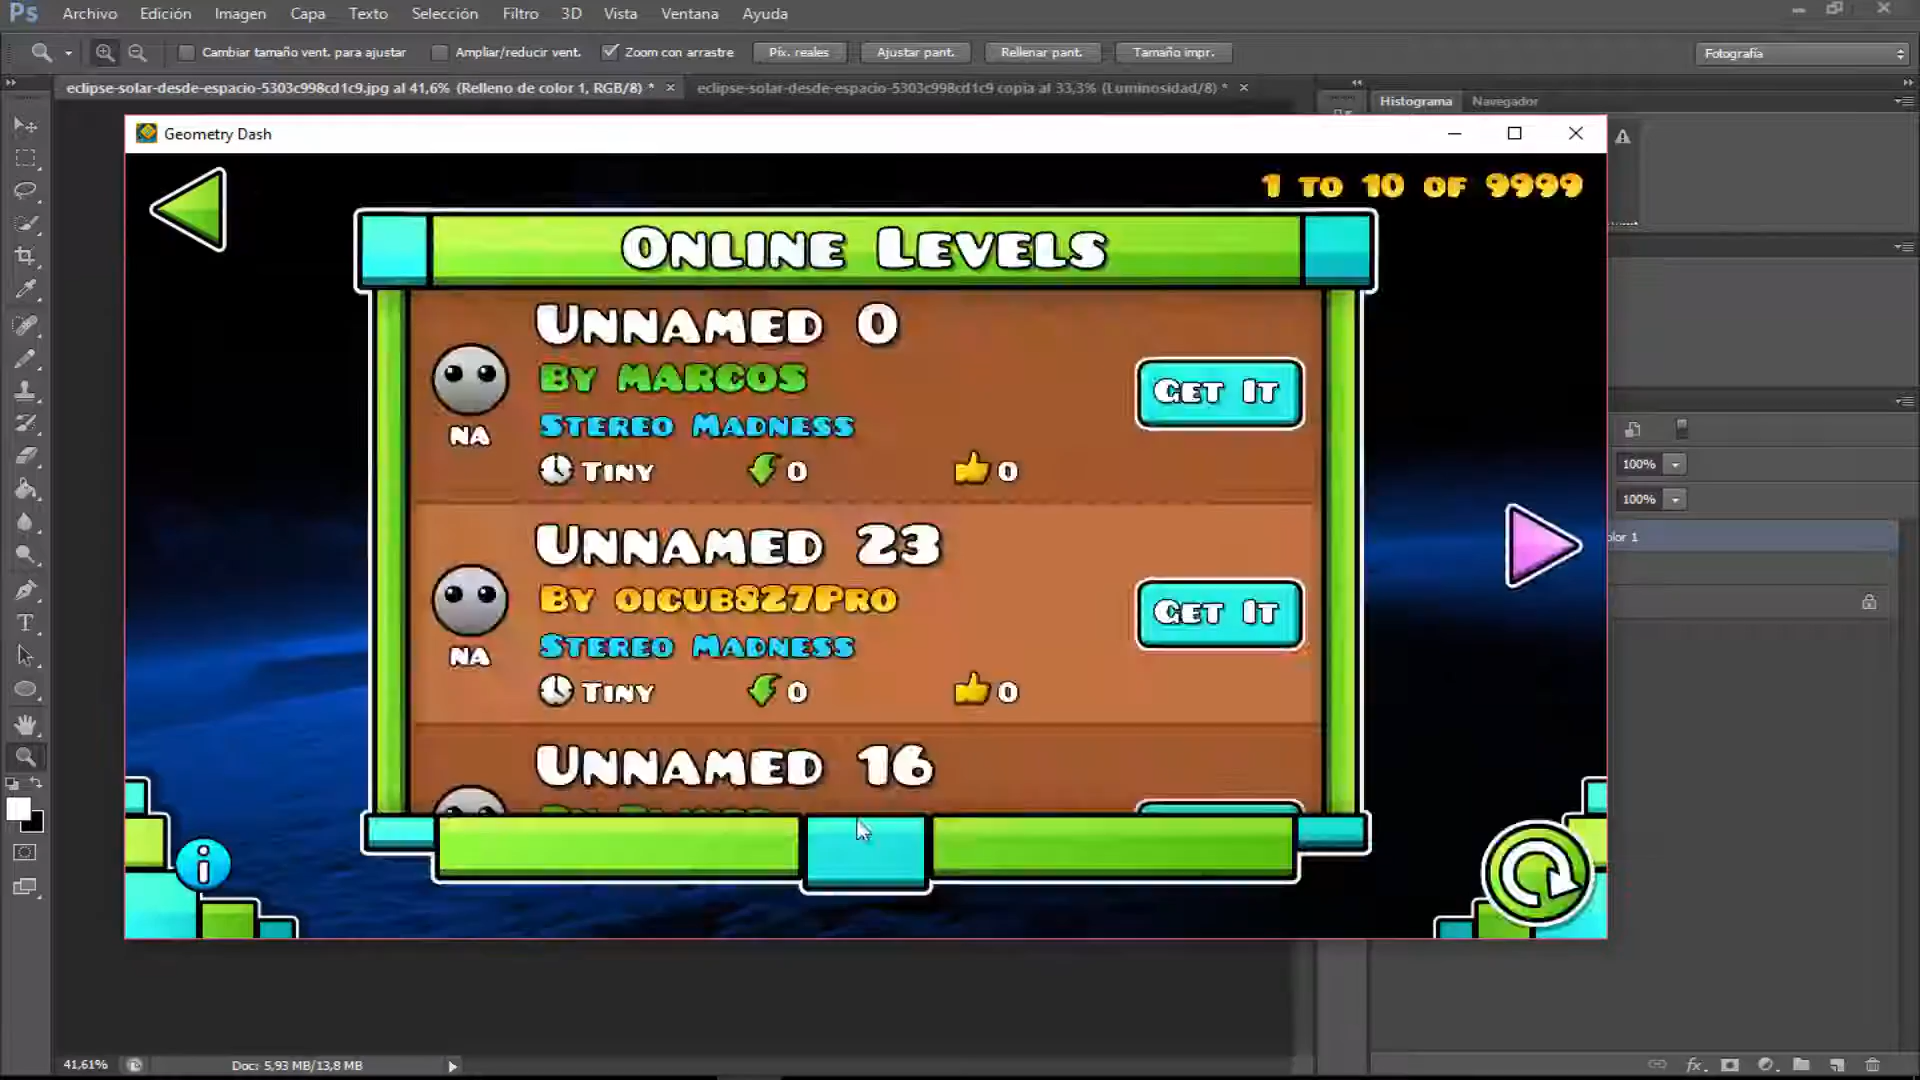 Ps Archivo Edición Imagen Capa Texto Selección Filtro 3D Vista Ventana Ayuda
Cambiar tamaño vent. para ajustar Ampliar/reducir vent. Zoom con arrastre Píx. reales Ajustar pant. Rellenar pant. Tamaño impr. Fotografía
eclipse-solar-desde-espacio-5303c998cd1c9.jpg al 41,6% (Relleno de color 1, RGB/8) * eclipse-solar-desde-espacio-5303c998cd1c9 copia al 33,3% (Luminosidad/8) *
Histograma Navegador
Geometry Dash
1 to 10 of 9999
Online Levels
Unnamed 0
By MARCOS
Stereo Madness
NA
Tiny 0 0
Get It
Unnamed 23
By oicub827Pro
Stereo Madness
NA
Tiny 0 0
Get It
Unnamed 16
100%
100%
olor 1
41,61% Doc: 5,93 MB/13,8 MB
fx